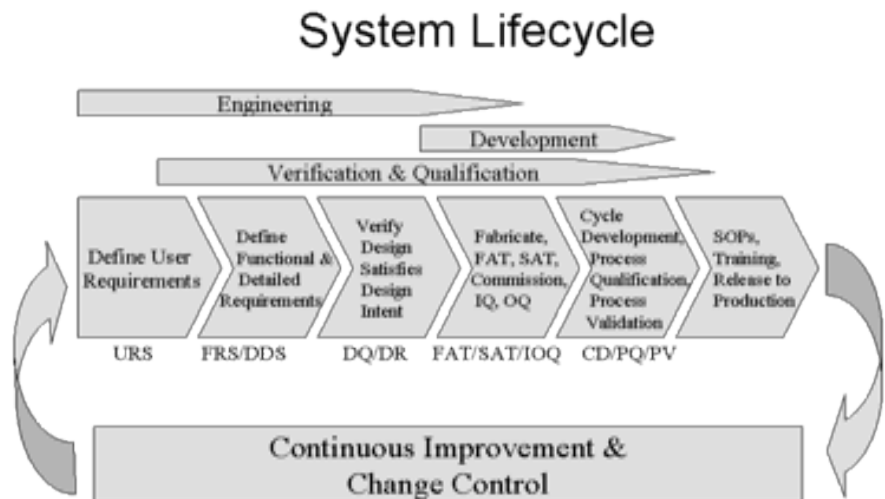 System Lifecycle
Engineering
Development
Verification & Qualification
Define User
Requirements
Define
Functional &
Detailed
Requirements
Verify
Design
Satisfies
Design
Intent
Fabricate,
FAT, SAT,
Commission,
IQ, OQ
Cycle
Development,
Process
Qualification,
Process
Validation
SOPs,
Training,
Release to
Production
URS
FRS/DDS
DQ/DR
FAT/SAT/IOQ
CD/PQ/PV
Continuous Improvement &
Change Control